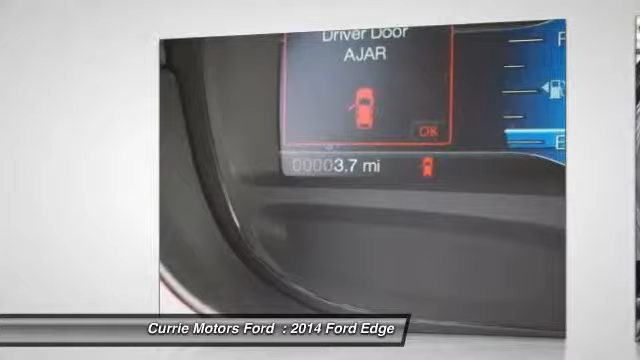 Driver Door
AJAR
F
OK
E
00003.7 mi
Currie Motors Ford : 2014 Ford Edge